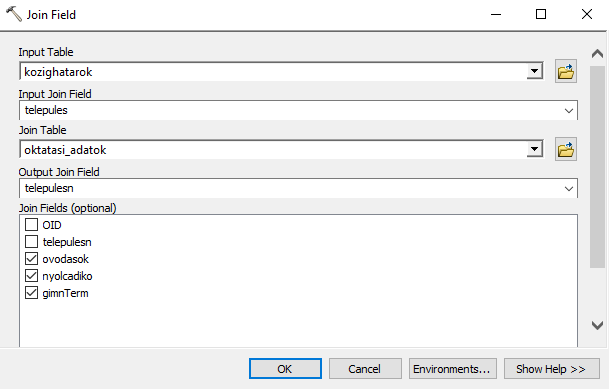 Join Field
Input Table
kozighatarok
Input Join Field
telepules
Join Table
oktatasi_adatok
Output Join Field
telepulesn
Join Fields (optional)
OID
telepulesn
ovodasok
nyolcadiko
gimnTerm
OK Cancel Environments... Show Help >>